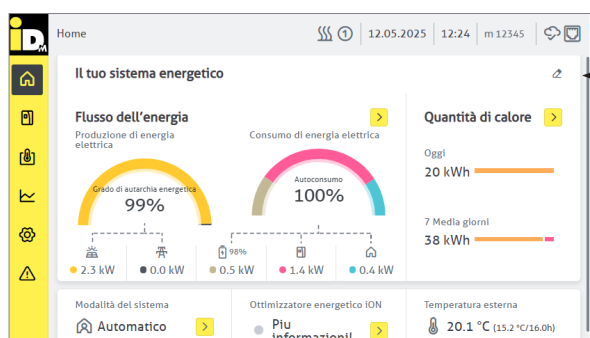 iD
M
Home
1
12.05.2025
12:24
m 12345
Il tuo sistema energetico
Flusso dell'energia
Produzione di energia
elettrica
Consumo di energia elettrica
Grado di autarchia energetica
99%
Autoconsumo
100%
98%
2.3 kW
0.0 kW
0.5 kW
1.4 kW
0.4 kW
Quantità di calore
Oggi
20 kWh
7 Media giorni
38 kWh
Modalità del sistema
Automatico
Ottimizzatore energetico iON
Piu
informazioni!
Temperatura esterna
20.1 °C (15.2 °C/16.0h)